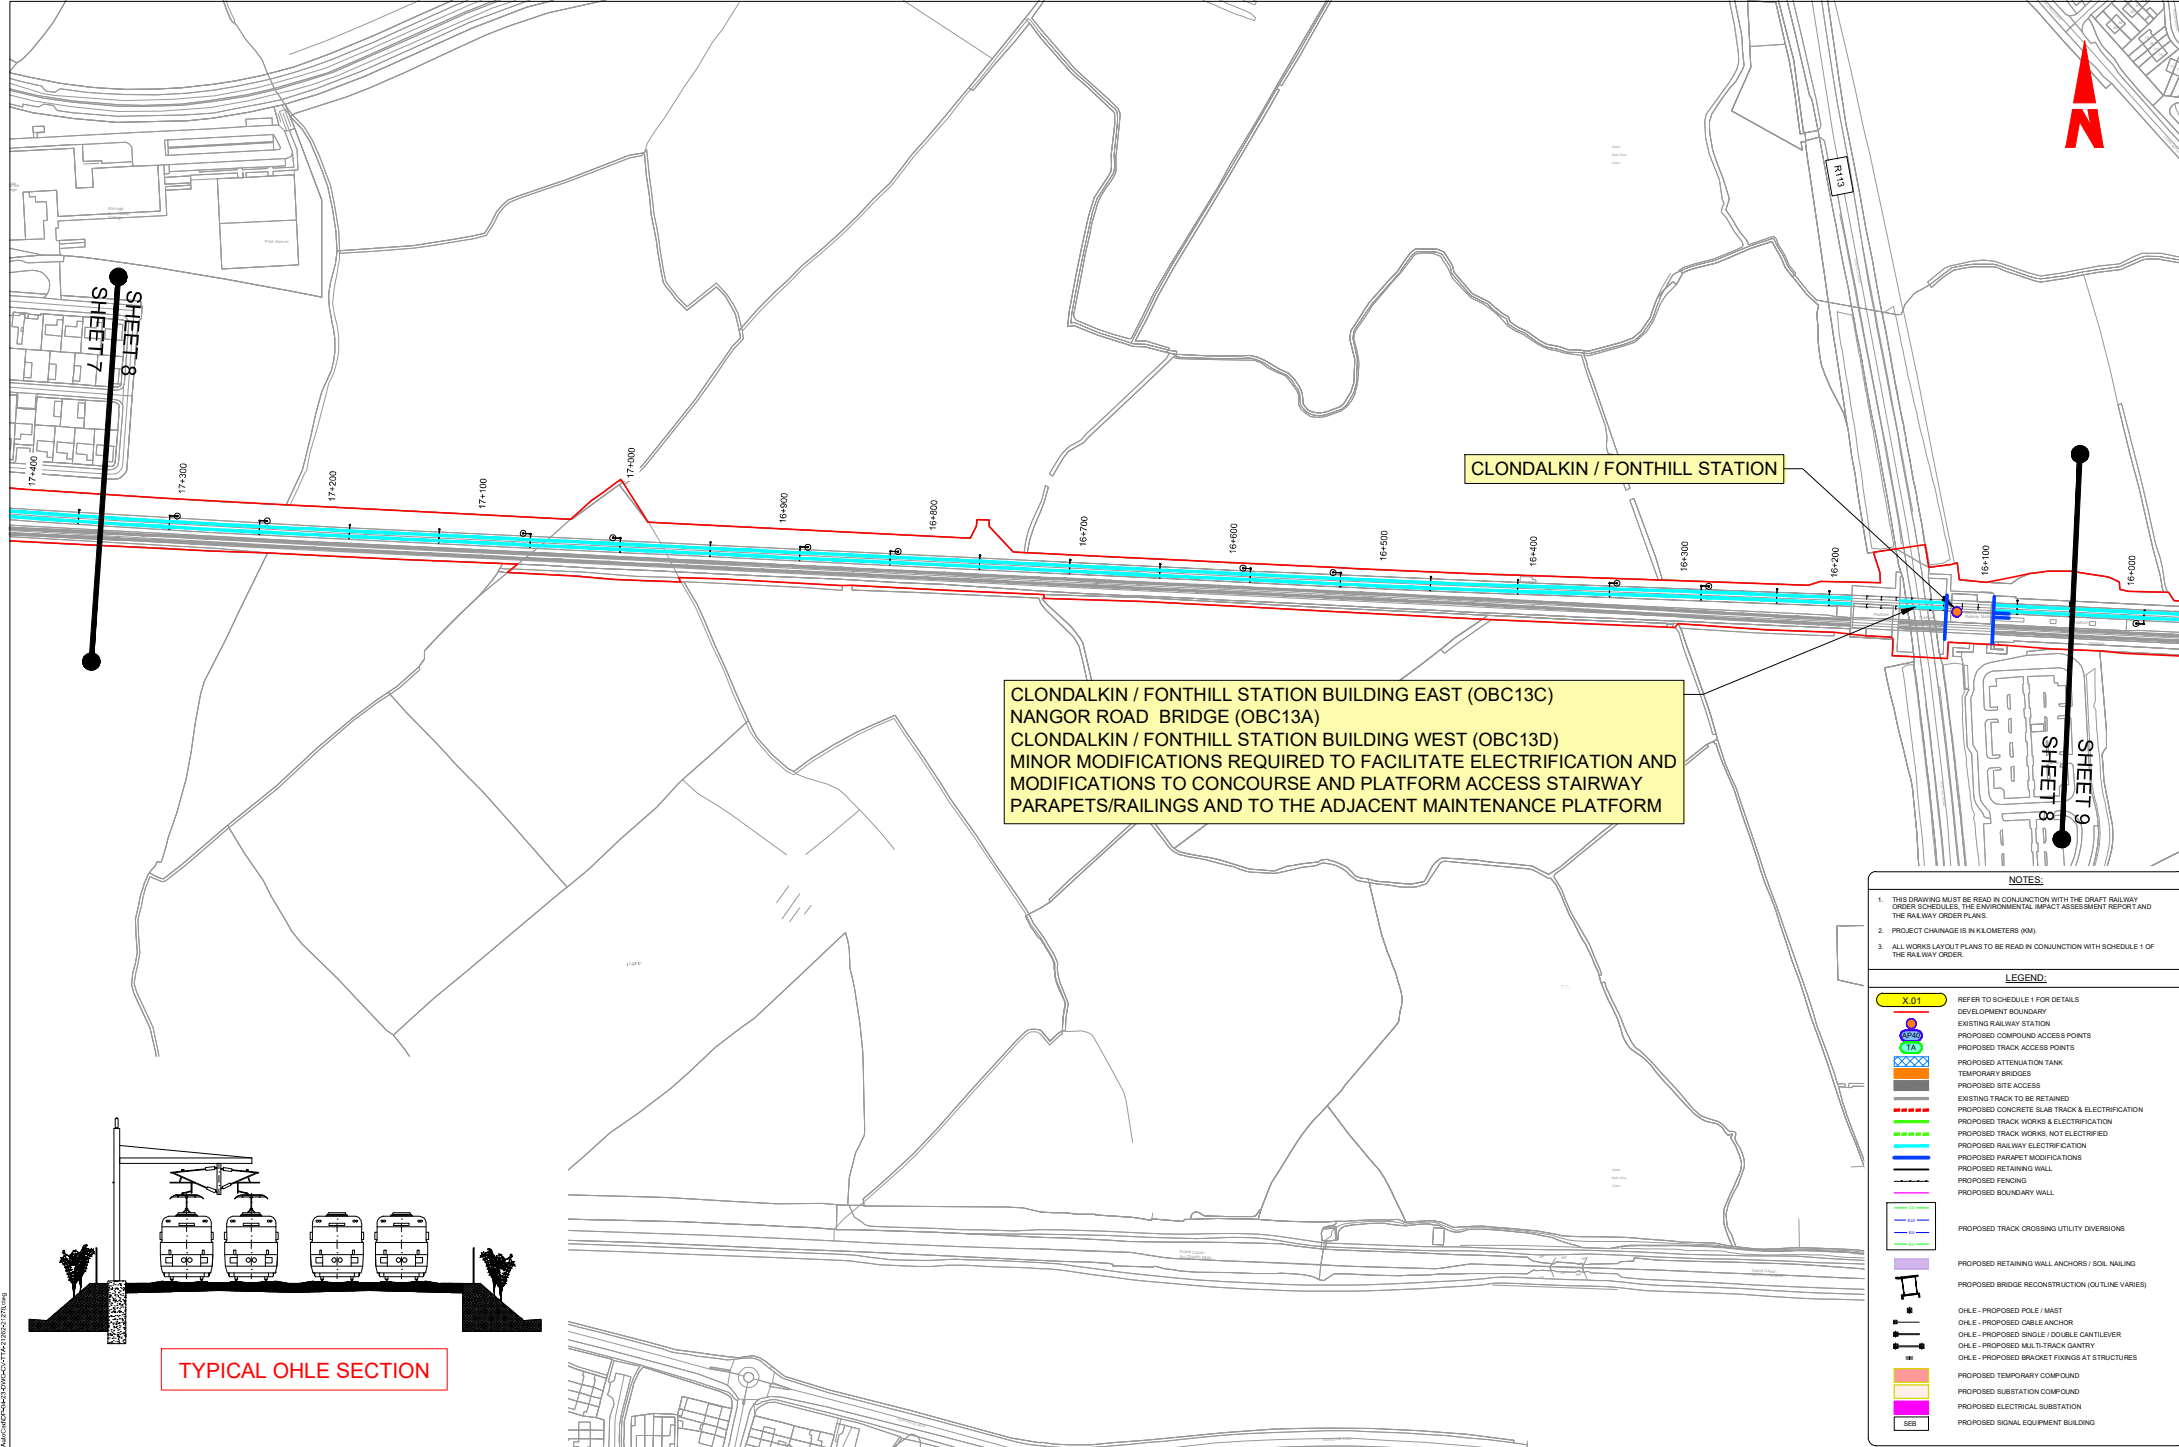 N
R113
SHEET 8
SHEET 7
17+400
17+300
17+200
17+100
17+000
16+900
16+800
16+700
16+600
16+500
16+400
16+300
16+200
16+100
16+000
CLONDALKIN / FONTHILL STATION
CLONDALKIN / FONTHILL STATION BUILDING EAST (OBC13C)
NANGOR ROAD BRIDGE (OBC13A)
CLONDALKIN / FONTHILL STATION BUILDING WEST (OBC13D)
MINOR MODIFICATIONS REQUIRED TO FACILITATE ELECTRIFICATION AND
MODIFICATIONS TO CONCOURSE AND PLATFORM ACCESS STAIRWAY
PARAPETS/RAILINGS AND TO THE ADJACENT MAINTENANCE PLATFORM
SHEET 9
SHEET 8
NOTES:
1. THIS DRAWING MUST BE READ IN CONJUNCTION WITH THE DRAFT RAILWAY
ORDER SCHEDULES, THE ENVIRONMENTAL IMPACT ASSESSMENT REPORT AND
THE RAILWAY ORDER PLANS.
2. PROJECT CHAINAGE IS IN KILOMETERS (KM).
3. ALL WORKS LAYOUT PLANS TO BE READ IN CONJUNCTION WITH SCHEDULE 1 OF
THE RAILWAY ORDER.
LEGEND:
X.01 REFER TO SCHEDULE 1 FOR DETAILS
DEVELOPMENT BOUNDARY
EXISTING RAILWAY STATION
PROPOSED COMPOUND ACCESS POINTS
TA PROPOSED TRACK ACCESS POINTS
PROPOSED ATTENUATION TANK
TEMPORARY BRIDGES
PROPOSED SITE ACCESS
EXISTING TRACK TO BE RETAINED
PROPOSED CONCRETE SLAB TRACK & ELECTRIFICATION
PROPOSED TRACK WORKS & ELECTRIFICATION
PROPOSED TRACK WORKS, NOT ELECTRIFIED
PROPOSED RAILWAY ELECTRIFICATION
PROPOSED PARAPET MODIFICATIONS
PROPOSED RETAINING WALL
PROPOSED FENCING
PROPOSED BOUNDARY WALL
PROPOSED TRACK CROSSING UTILITY DIVERSIONS
PROPOSED RETAINING WALL ANCHORS / SOIL NAILING
PROPOSED BRIDGE RECONSTRUCTION (OUTLINE VARIES)
OHLE - PROPOSED POLE / MAST
OHLE - PROPOSED CABLE ANCHOR
OHLE - PROPOSED SINGLE / DOUBLE CANTILEVER
OHLE - PROPOSED MULTI-TRACK GANTRY
OHLE - PROPOSED BRACKET FIXINGS AT STRUCTURES
PROPOSED TEMPORARY COMPOUND
PROPOSED SUBSTATION COMPOUND
PROPOSED ELECTRICAL SUBSTATION
SEB PROPOSED SIGNAL EQUIPMENT BUILDING
TYPICAL OHLE SECTION